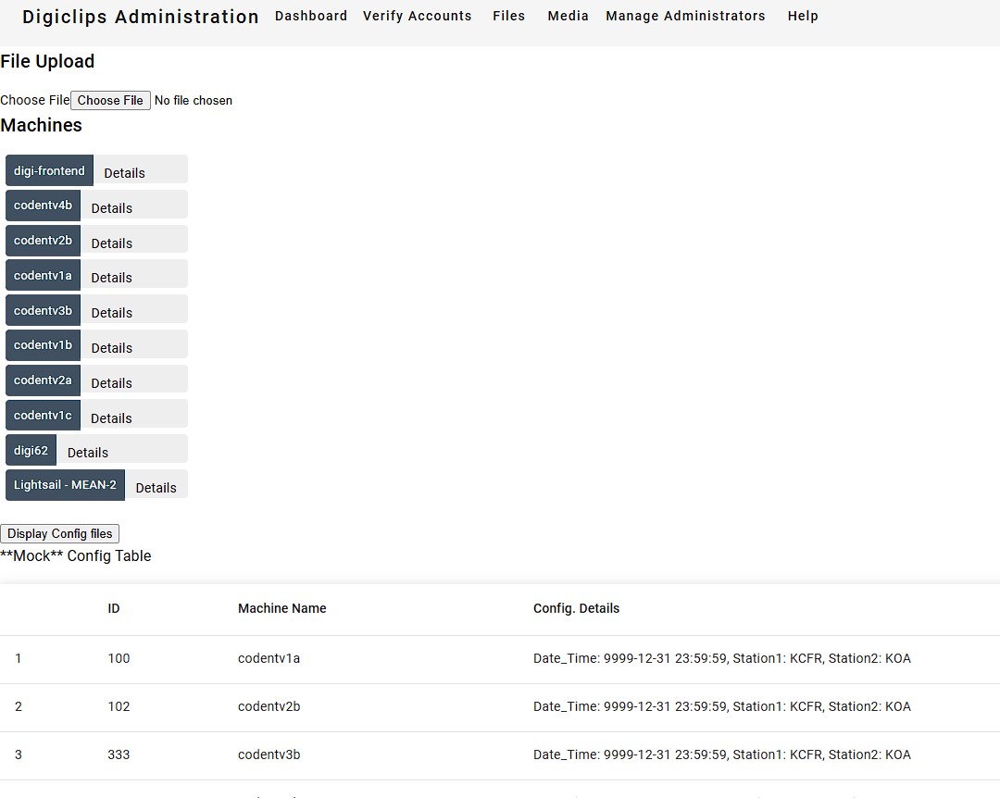 Digiclips Administration Dashboard Verify Accounts Files Media Manage Administrators Help
File Upload
Choose File Choose File No file chosen
Machines
digi-frontend Details
codentv4b Details
codentv2b Details
codentv1a Details
codentv3b Details
codentv1b Details
codentv2a Details
codentv1c Details
digi62 Details
Lightsail - MEAN-2 Details
Display Config files
**Mock** Config Table
ID Machine Name Config. Details
1 100 codentv1a Date_Time: 9999-12-31 23:59:59, Station1: KCFR, Station2: KOA
2 102 codentv2b Date_Time: 9999-12-31 23:59:59, Station1: KCFR, Station2: KOA
3 333 codentv3b Date_Time: 9999-12-31 23:59:59, Station1: KCFR, Station2: KOA